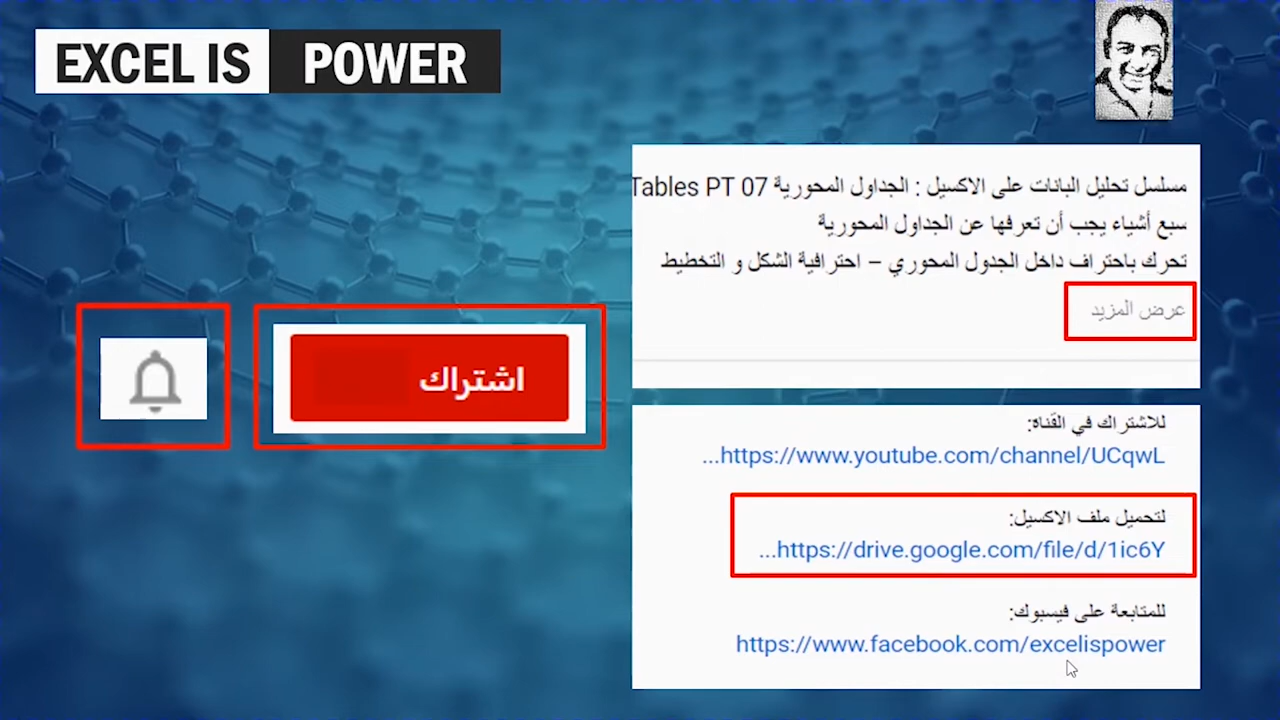 EXCEL IS POWER
مسلسل تحليل البانات على الاكسيل : الجداول المحورية Tables PT 07
سبع أشياء يجب أن تعرفها عن الجداول المحورية
تحرك باحتراف داخل الجدول المحوري – احترافية الشكل و التخطيط
عرض المزيد
اشتراك
للاشتراك في القناة:
https://www.youtube.com/channel/UCqwL...
لتحميل ملف الاكسيل:
https://drive.google.com/file/d/1ic6Y...
للمتابعة على فيسبوك:
https://www.facebook.com/excelispower